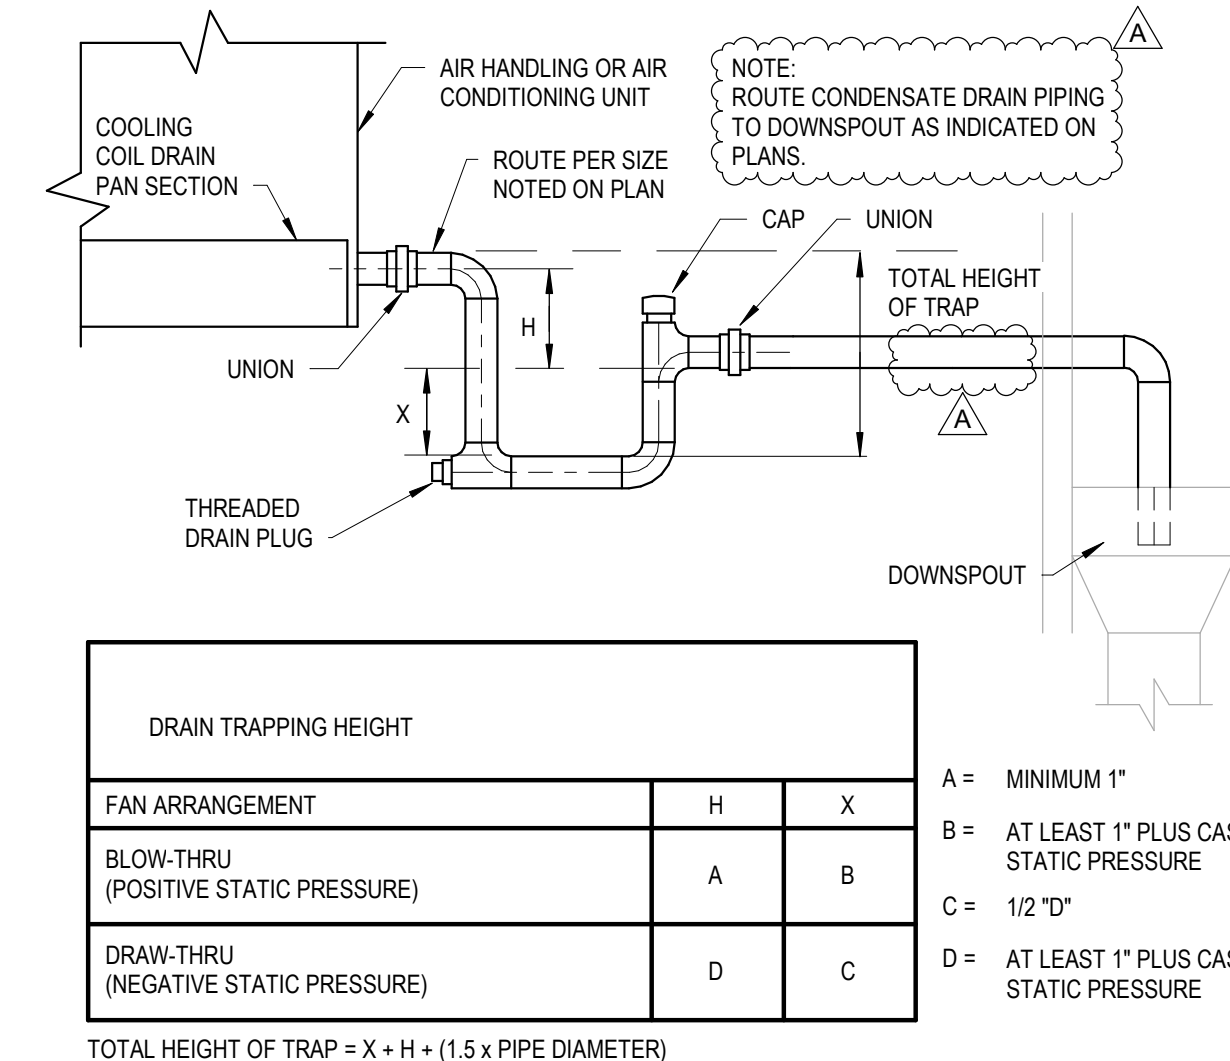 A
NOTE:
ROUTE CONDENSATE DRAIN PIPING
TO DOWNSPOUT AS INDICATED ON
PLANS.
AIR HANDLING OR AIR
CONDITIONING UNIT
COOLING
COIL DRAIN
PAN SECTION
ROUTE PER SIZE
NOTED ON PLAN
CAP
UNION
TOTAL HEIGHT
OF TRAP
H
UNION
X
A
THREADED
DRAIN PLUG
DOWNSPOUT
DRAIN TRAPPING HEIGHT
FAN ARRANGEMENT H X
BLOW-THRU
(POSITIVE STATIC PRESSURE) A B
DRAW-THRU
(NEGATIVE STATIC PRESSURE) D C
A = MINIMUM 1"
B = AT LEAST 1" PLUS
STATIC PRESSURE
C = 1/2 "D"
D = AT LEAST 1" PLUS
STATIC PRESSURE
TOTAL HEIGHT OF TRAP = X + H + (1.5 x PIPE DIAMETER)